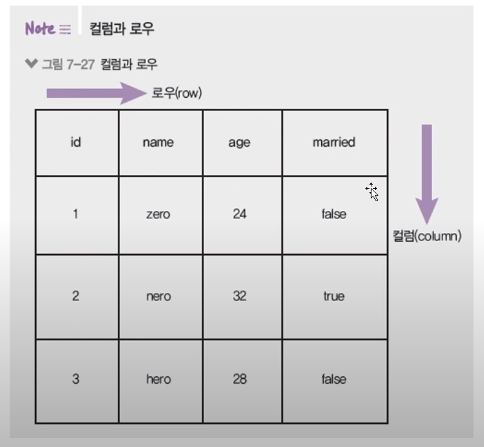 Note 컬럼과 로우
그림 7-27 컬럼과 로우
로우(row)
id name age married
1 zero 24 false
컬럼(column)
2 nero 32 true
3 hero 28 false